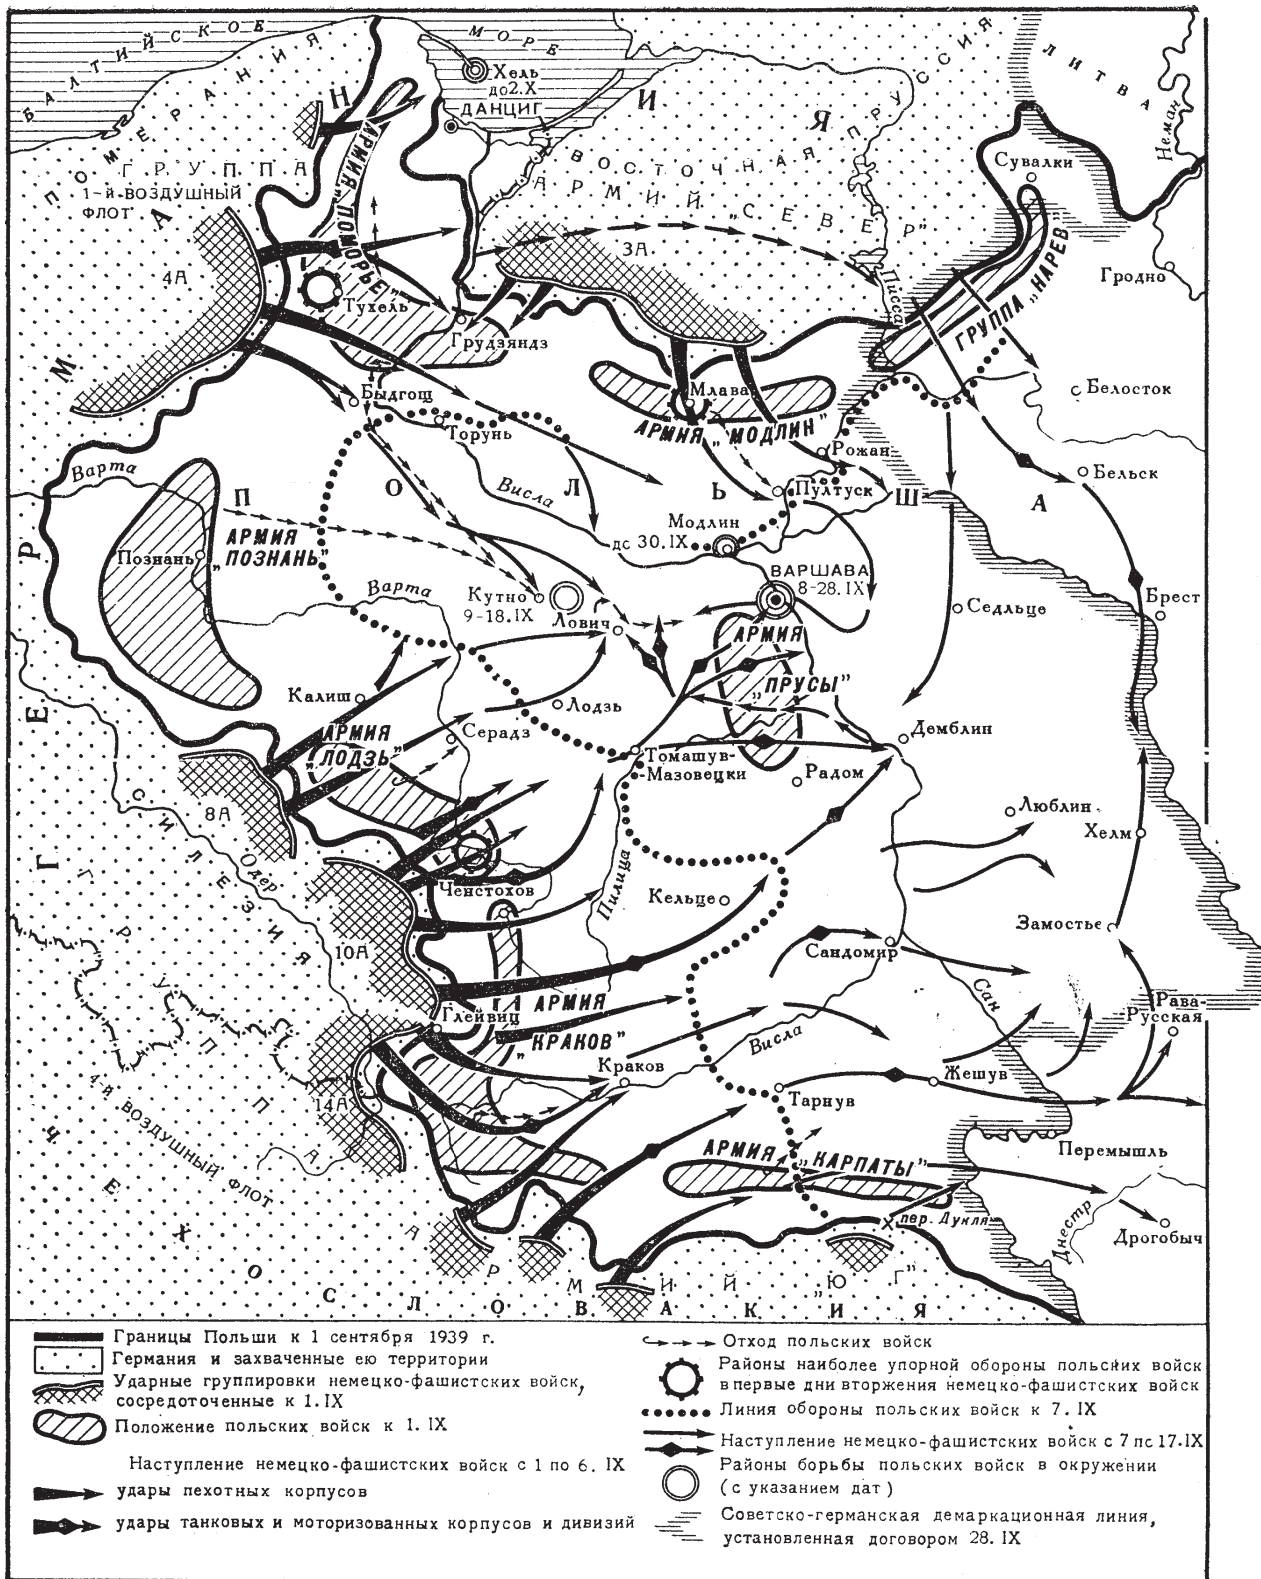 БАЛТИЙСКОЕ
МОРЕ
ПОМЕРАНИЯ
ГЕРМАНИЯ
ЛИТВА
Неман
Хель
до 2.X
ДАНЦИГ
ВОСТОЧНАЯ ПРУССИЯ
ГРУППА АРМИЙ „СЕВЕР"
1-й ВОЗДУШНЫЙ
ФЛОТ
АРМИЯ „ПОМОРЬЕ"
4А
3А
Сувалки
ГРУППА „НАРЕВ"
Писса
Гродно
Тухель
Грудзяндз
Белосток
Быдгощ
Торунь
Млава
АРМИЯ „МОДЛИН"
Рожан
Бельск
Варта
Висла
ПОЛЬША
Пултуск
Модлин
дс 30.IX
Познань
АРМИЯ
„ПОЗНАНЬ"
Варта
Кутно
9-18.IX
Лович
ВАРШАВА
8-28.IX
Седльце
Брест
АРМИЯ
„ПРУСЫ"
Калиш
Лодзь
АРМИЯ
„ЛОДЗЬ"
Серадз
Томашув-
-Мазовецки
Радом
Демблин
8А
СИЛЕЗИЯ
Одер
Люблин
Хелм
Ченстохов
Пилица
Кельце
Замостье
10А
Сандомир
Сан
Рава-
-Русская
Глейвиц
АРМИЯ
„КРАКОВ"
Висла
Краков
Жешув
Тарнув
14А
4-й ВОЗДУШНЫЙ ФЛОТ
ГРУППА АРМИЙ „ЮГ"
АРМИЯ „КАРПАТЫ"
Перемышль
пер. Дукля
Днестр
Дрогобыч
ЧЕХОСЛОВАКИЯ
Границы Польши к 1 сентября 1939 г.
Германия и захваченные ею территории
Ударные группировки немецко-фашистских войск,
сосредоточенные к 1.IX
Положение польских войск к 1.IX
Наступление немецко-фашистских войск с 1 по 6.IX
удары пехотных корпусов
удары танковых и моторизованных корпусов и дивизий
Отход польских войск
Районы наиболее упорной обороны польских войск
в первые дни вторжения немецко-фашистских войск
Линия обороны польских войск к 7.IX
Наступление немецко-фашистских войск с 7 пс 17.IX
Районы борьбы польских войск в окружении
(с указанием дат)
Советско-германская демаркационная линия,
установленная договором 28.IX